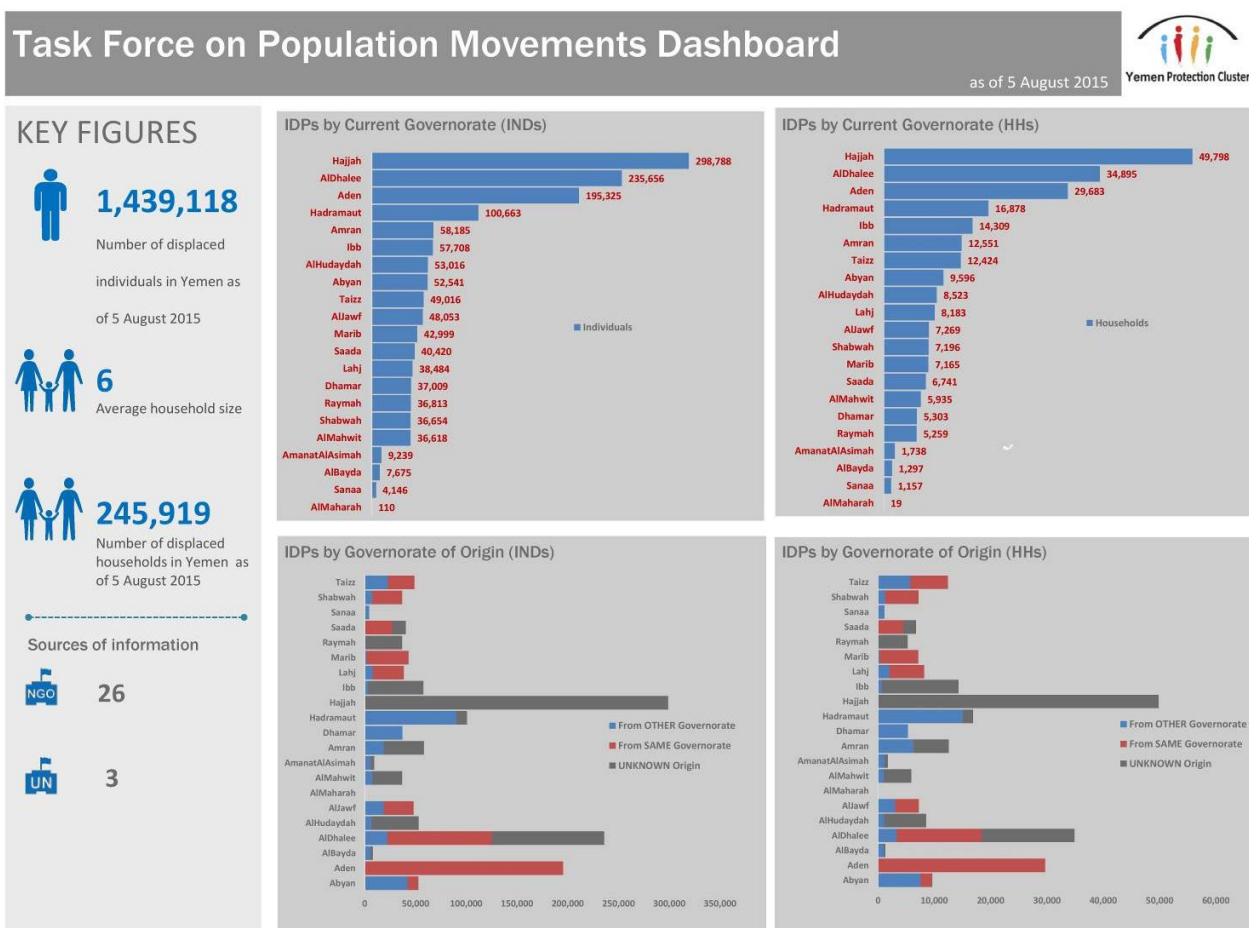 Task Force on Population Movements Dashboard
as of 5 August 2015
Yemen Protection Cluster
KEY FIGURES
1,439,118
Number of displaced
individuals in Yemen as
of 5 August 2015
6
Average household size
245,919
Number of displaced
households in Yemen as
of 5 August 2015
Sources of information
NGO 26
UN 3
IDPs by Current Governorate (INDs)
Hajjah 298,788
AlDhalee 235,656
Aden 195,325
Hadramaut 100,663
Amran 58,185
Ibb 57,708
AlHudaydah 53,016
Abyan 52,541
Taizz 49,016
AlJawf 48,053
Marib 42,999
Saada 40,420
Lahj 38,484
Dhamar 37,009
Raymah 36,813
Shabwah 36,654
AlMahwit 36,618
AmanatAlAsimah 9,239
AlBayda 7,675
Sanaa 4,146
AlMaharah 110
Individuals
IDPs by Current Governorate (HHs)
Hajjah 49,798
AlDhalee 34,895
Aden 29,683
Hadramaut 16,878
Ibb 14,309
Amran 12,551
Taizz 12,424
Abyan 9,596
AlHudaydah 8,523
Lahj 8,183
AlJawf 7,269
Shabwah 7,196
Marib 7,165
Saada 6,741
AlMahwit 5,935
Dhamar 5,303
Raymah 5,259
AmanatAlAsimah 1,738
AlBayda 1,297
Sanaa 1,157
AlMaharah 19
Households
IDPs by Governorate of Origin (INDs)
Taizz
Shabwah
Sanaa
Saada
Raymah
Marib
Lahj
Ibb
Hajjah
Hadramaut
Dhamar
Amran
AmanatAlAsimah
AlMahwit
AlMaharah
AlJawf
AlHudaydah
AlDhalee
AlBayda
Aden
Abyan
0 50,000 100,000 150,000 200,000 250,000 300,000 350,000
From OTHER Governorate
From SAME Governorate
UNKNOWN Origin
IDPs by Governorate of Origin (HHs)
Taizz
Shabwah
Sanaa
Saada
Raymah
Marib
Lahj
Ibb
Hajjah
Hadramaut
Dhamar
Amran
AmanatAlAsimah
AlMahwit
AlMaharah
AlJawf
AlHudaydah
AlDhalee
AlBayda
Aden
Abyan
0 10,000 20,000 30,000 40,000 50,000 60,000
From OTHER Governorate
From SAME Governorate
UNKNOWN Origin